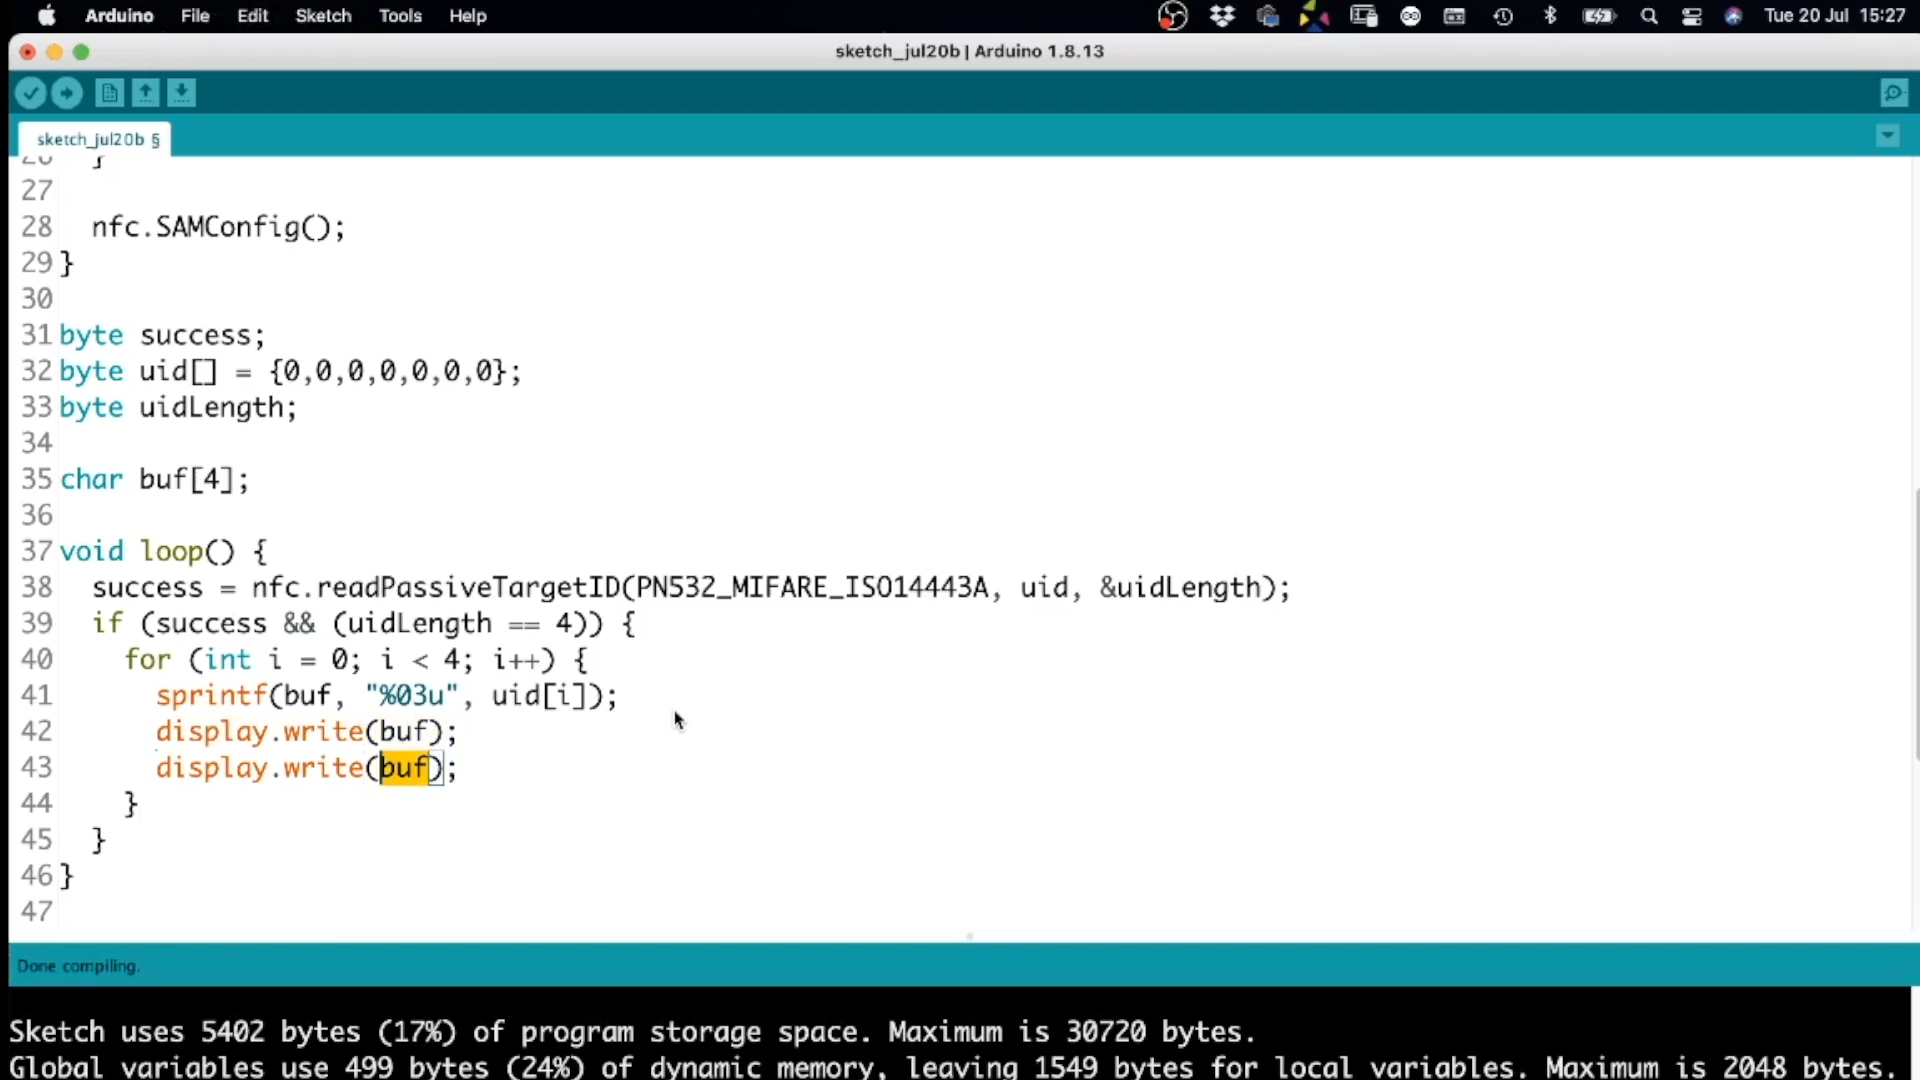 Arduino File Edit Sketch Tools Help Tue 20 Jul 15:27
sketch_jul20b | Arduino 1.8.13
sketch_jul20b §
26 }
27
28 nfc.SAMConfig();
29 }
30
31 byte success;
32 byte uid[] = {0,0,0,0,0,0,0};
33 byte uidLength;
34
35 char buf[4];
36
37 void loop() {
38 success = nfc.readPassiveTargetID(PN532_MIFARE_ISO14443A, uid, &uidLength);
39 if (success && (uidLength == 4)) {
40 for (int i = 0; i < 4; i++) {
41 sprintf(buf, "%03u", uid[i]);
42 display.write(buf);
43 display.write(buf);
44 }
45 }
46 }
47
Done compiling.
Sketch uses 5402 bytes (17%) of program storage space. Maximum is 30720 bytes.
Global variables use 499 bytes (24%) of dynamic memory, leaving 1549 bytes for local variables. Maximum is 2048 bytes.